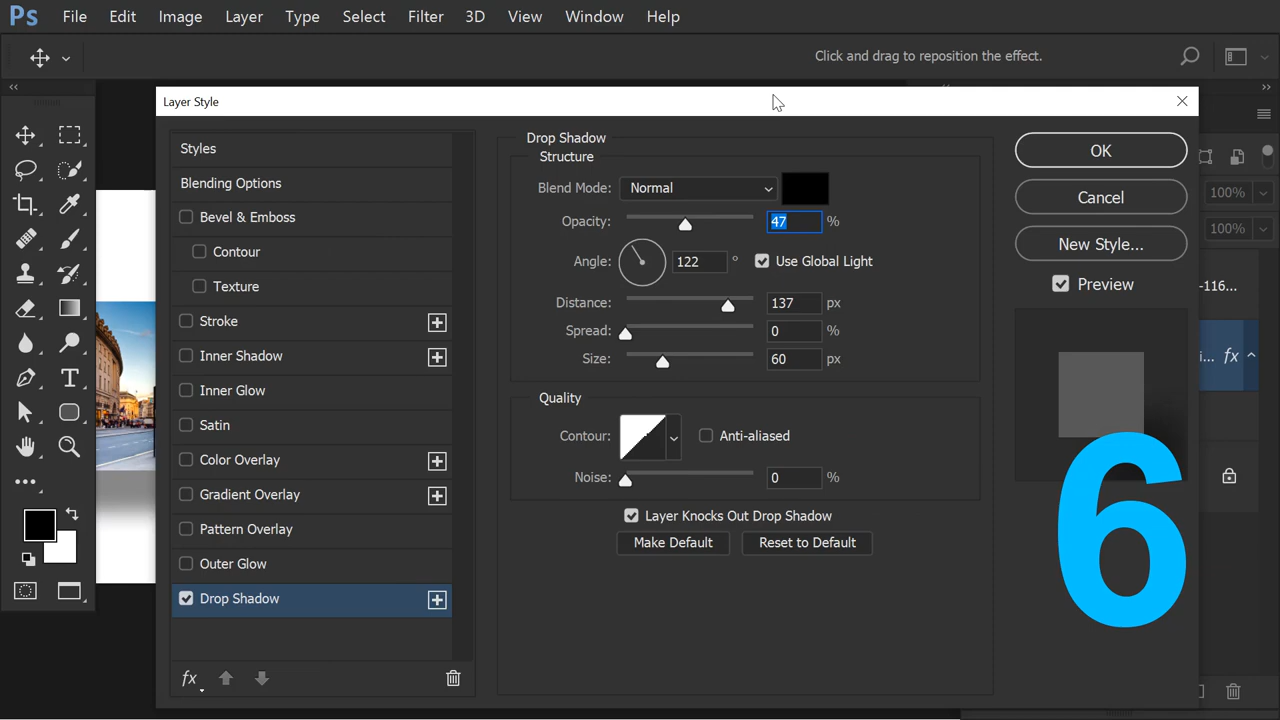 Ps File Edit Image Layer Type Select Filter 3D View Window Help
Click and drag to reposition the effect.
Layer Style
Styles
Blending Options
Bevel & Emboss
Contour
Texture
Stroke
Inner Shadow
Inner Glow
Satin
Color Overlay
Gradient Overlay
Pattern Overlay
Outer Glow
Drop Shadow
fx
Drop Shadow
Structure
Blend Mode: Normal
Opacity: 47 %
Angle: 122 ° Use Global Light
Distance: 137 px
Spread: 0 %
Size: 60 px
Quality
Contour: Anti-aliased
Noise: 0 %
Layer Knocks Out Drop Shadow
Make Default Reset to Default
OK
Cancel
New Style...
Preview
6
100%
100%
-116...
i... fx